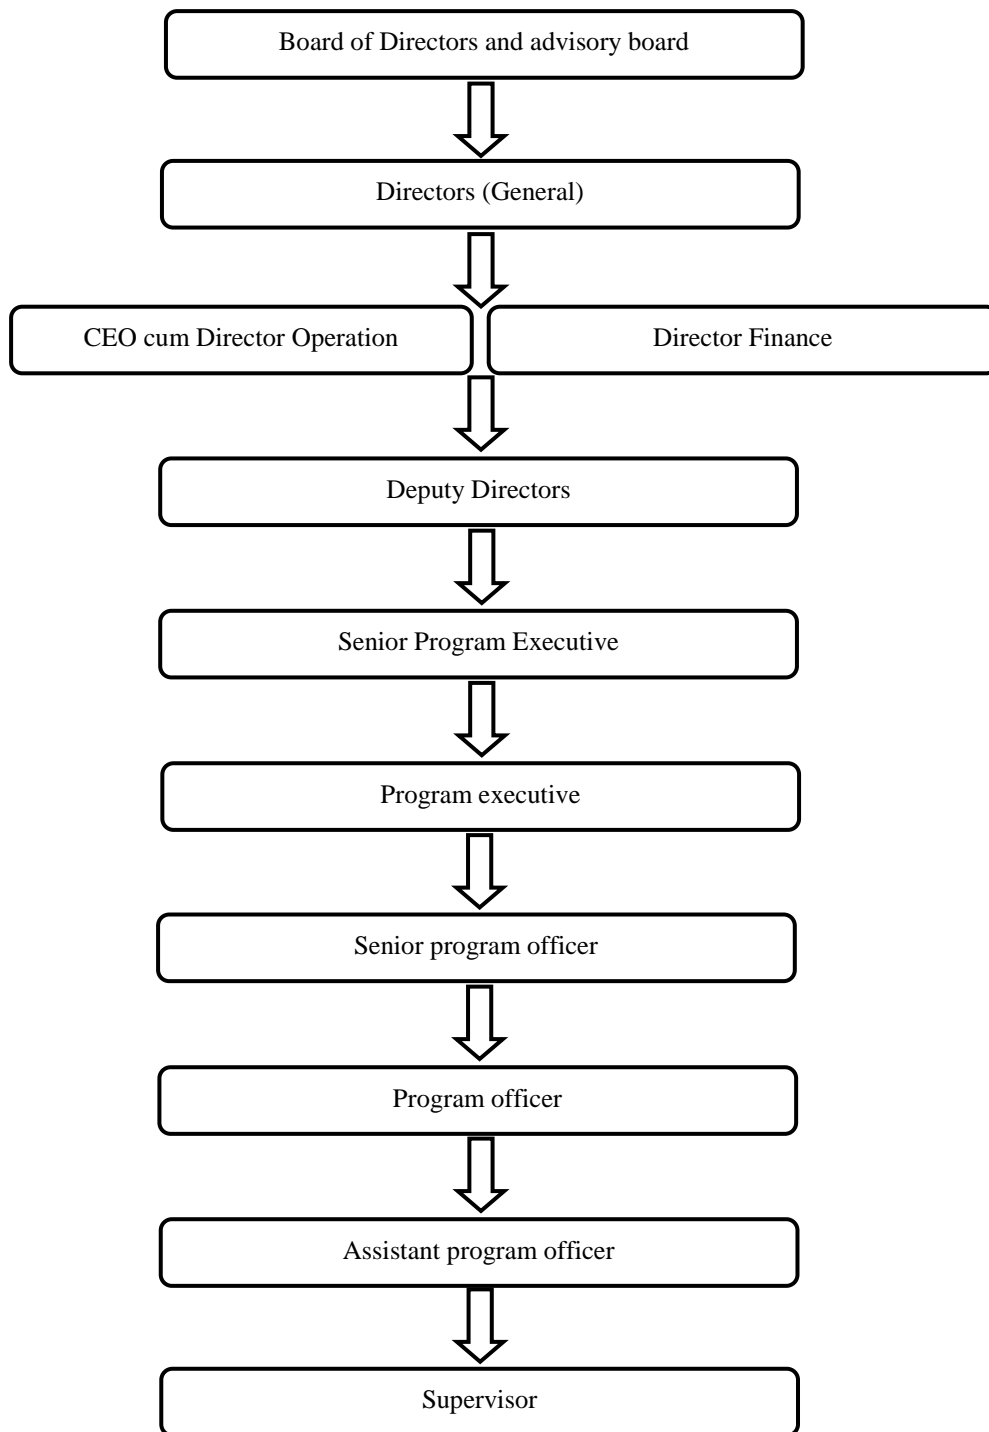 Board of Directors and advisory board
Directors (General)
CEO cum Director Operation
Director Finance
Deputy Directors
Senior Program Executive
Program executive
Senior program officer
Program officer
Assistant program officer
Supervisor